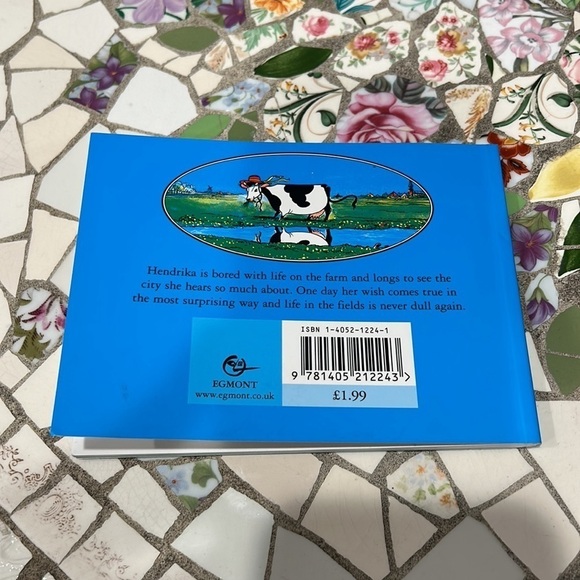 Hendrika is bored with life on the farm and longs to see the
city she hears so much about. One day her wish comes true in
the most surprising way and life in the fields is never dull again.
ISBN 1-4052-1224-1
9 781405 212243 >
EGMONT
www.egmont.co.uk
£1.99